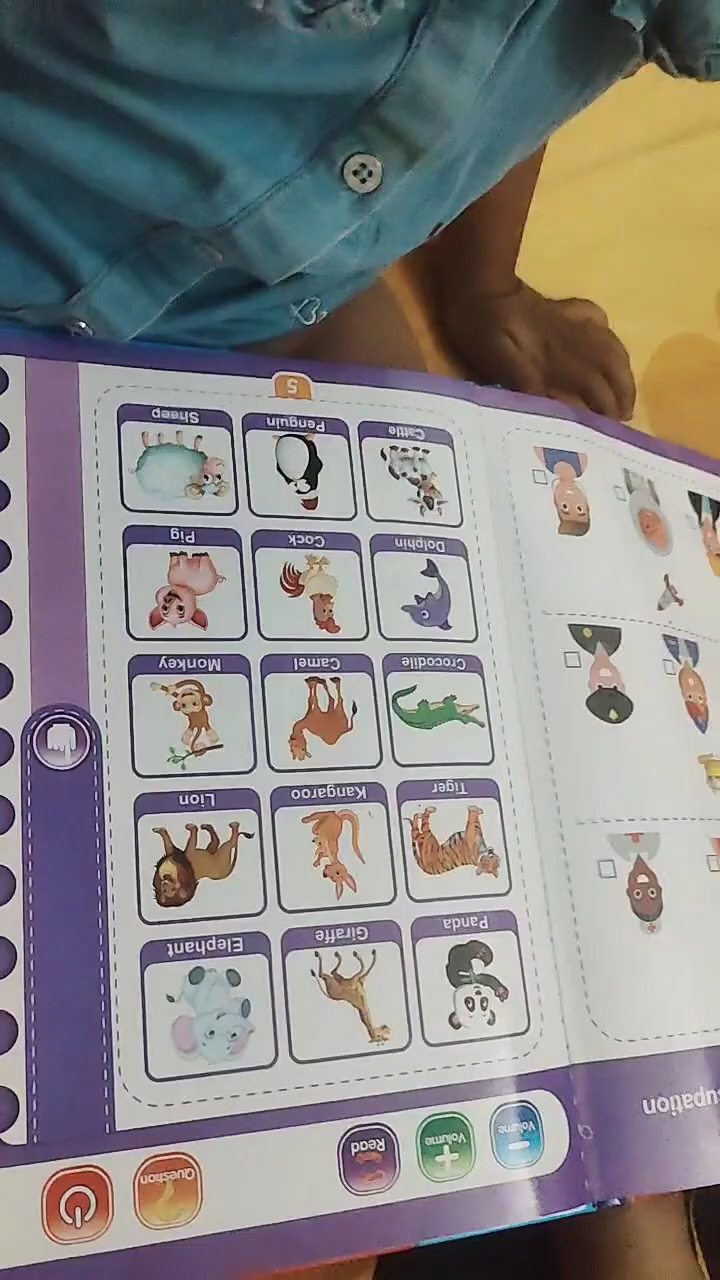 cupation
Volume Volume Read Question
Panda Giraffe Elephant
Tiger Kangaroo Lion
Crocodile Camel Monkey
Dolphin Cock Pig
Cattle Penguin Sheep
5